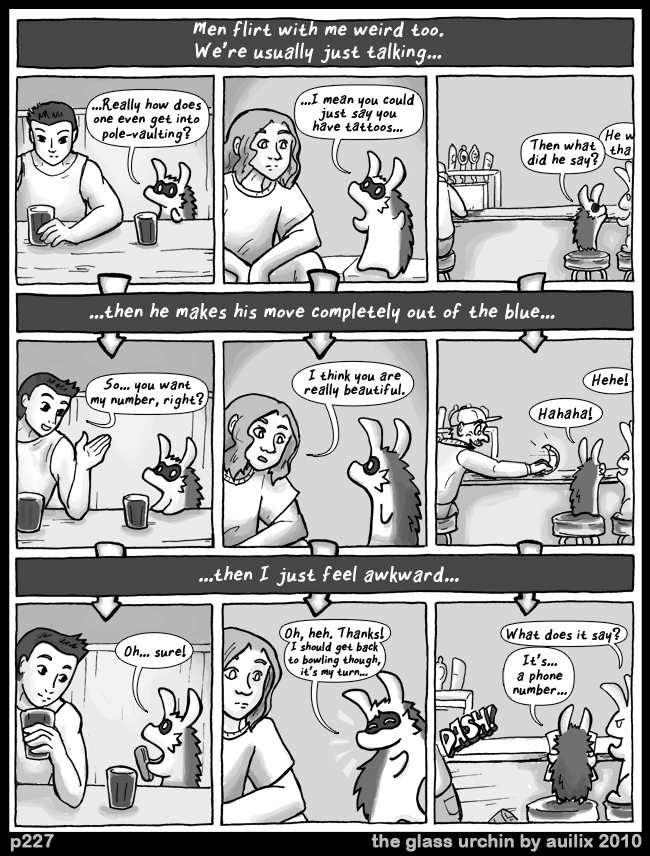 Men flirt with me weird too.
We're usually just talking...
...Really how does
one even get into
pole-vaulting?
...I mean you could
just say you
have tattoos...
Then what
did he say?
He w
tha
...then he makes his move completely out of the blue...
So... you want
my number, right?
I think you are
really beautiful.
Hehe!
Hahaha!
...then I just feel awkward...
Oh... sure!
Oh, heh. Thanks!
I should get back
to bowling though,
it's my turn...
What does it say?
It's...
a phone
number...
DASH!
p227
the glass urchin by auilix 2010